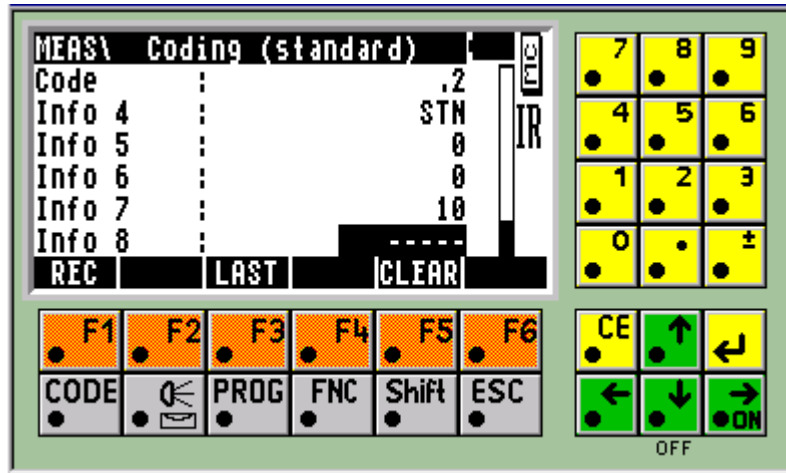 MEAS\ Coding (standard)
MC
Code : .2
Info 4 : STN
IR
Info 5 : 0
Info 6 : 0
Info 7 : 10
Info 8 : -----
REC LAST CLEAR
F1 F2 F3 F4 F5 F6
CODE PROG FNC Shift ESC
7 8 9
4 5 6
1 2 3
0 . ±
CE
ON
OFF